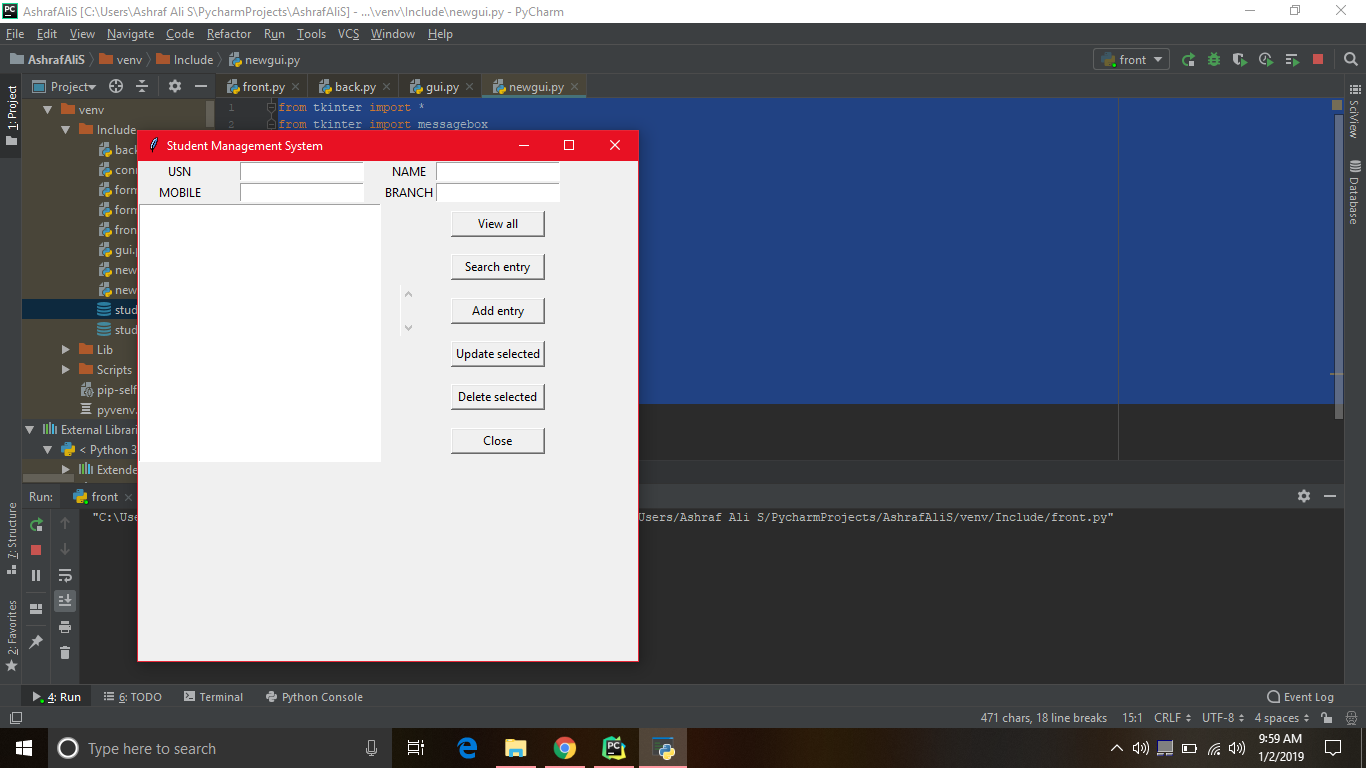 AshrafAliS [C:\Users\Ashraf Ali S\PycharmProjects\AshrafAliS] - ...\venv\Include\newgui.py - PyCharm
File Edit View Navigate Code Refactor Run Tools VCS Window Help
AshrafAliS venv Include newgui.py front
1: Project
Project front.py back.py gui.py newgui.py
venv
Include
bac
con
for
for
fron
gui.
new
new
stud
stud
Lib
Scripts
pip-self
pyvenv.
External Librari
< Python 3
Extende
1 from tkinter import *
2 from tkinter import messagebox
SciView
Database
Student Management System
USN NAME
MOBILE BRANCH
View all
Search entry
Add entry
Update selected
Delete selected
Close
Run: front
"C:\Use
Users/Ashraf Ali S/PycharmProjects/AshrafAliS/venv/Include/front.py"
7: Structure
2: Favorites
4: Run 6: TODO Terminal Python Console Event Log
471 chars, 18 line breaks 15:1 CRLF UTF-8 4 spaces
Type here to search
9:59 AM
1/2/2019